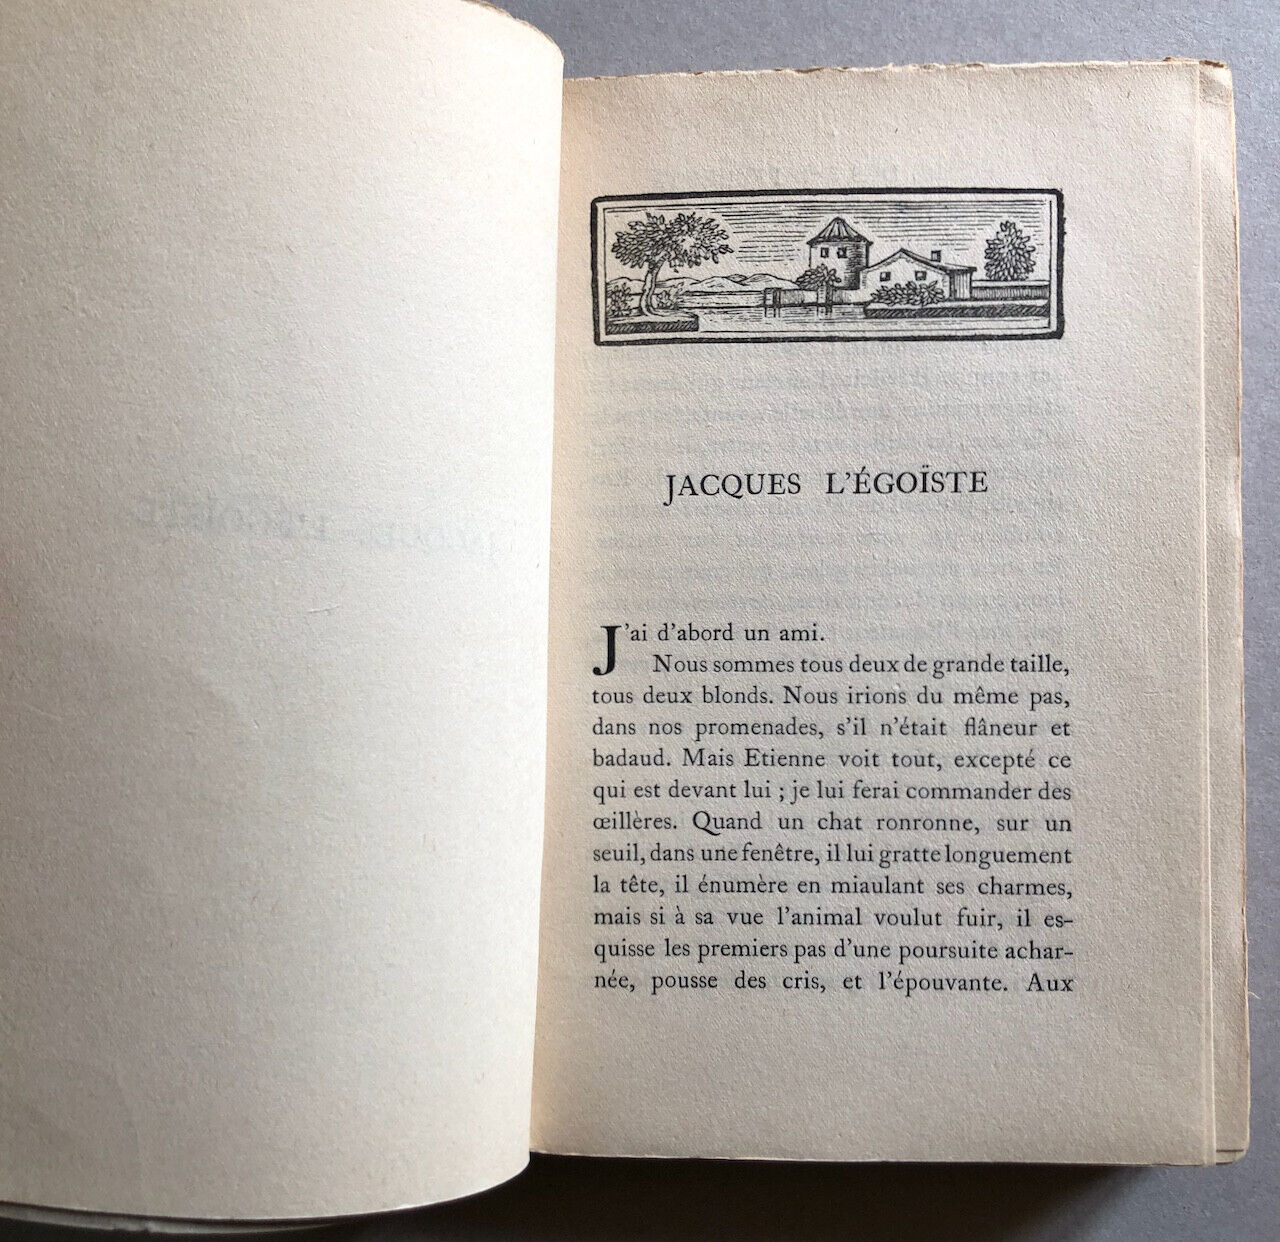 JACQUES L'ÉGOÏSTE
J'ai d'abord un ami.
Nous sommes tous deux de grande taille,
tous deux blonds. Nous irions du même pas,
dans nos promenades, s'il n'était flâneur et
badaud. Mais Etienne voit tout, excepté ce
qui est devant lui ; je lui ferai commander des
œillères. Quand un chat ronronne, sur un
seuil, dans une fenêtre, il lui gratte longuement
la tête, il énumère en miaulant ses charmes,
mais si à sa vue l'animal voulut fuir, il es-
quisse les premiers pas d'une poursuite achar-
née, pousse des cris, et l'épouvante. Aux